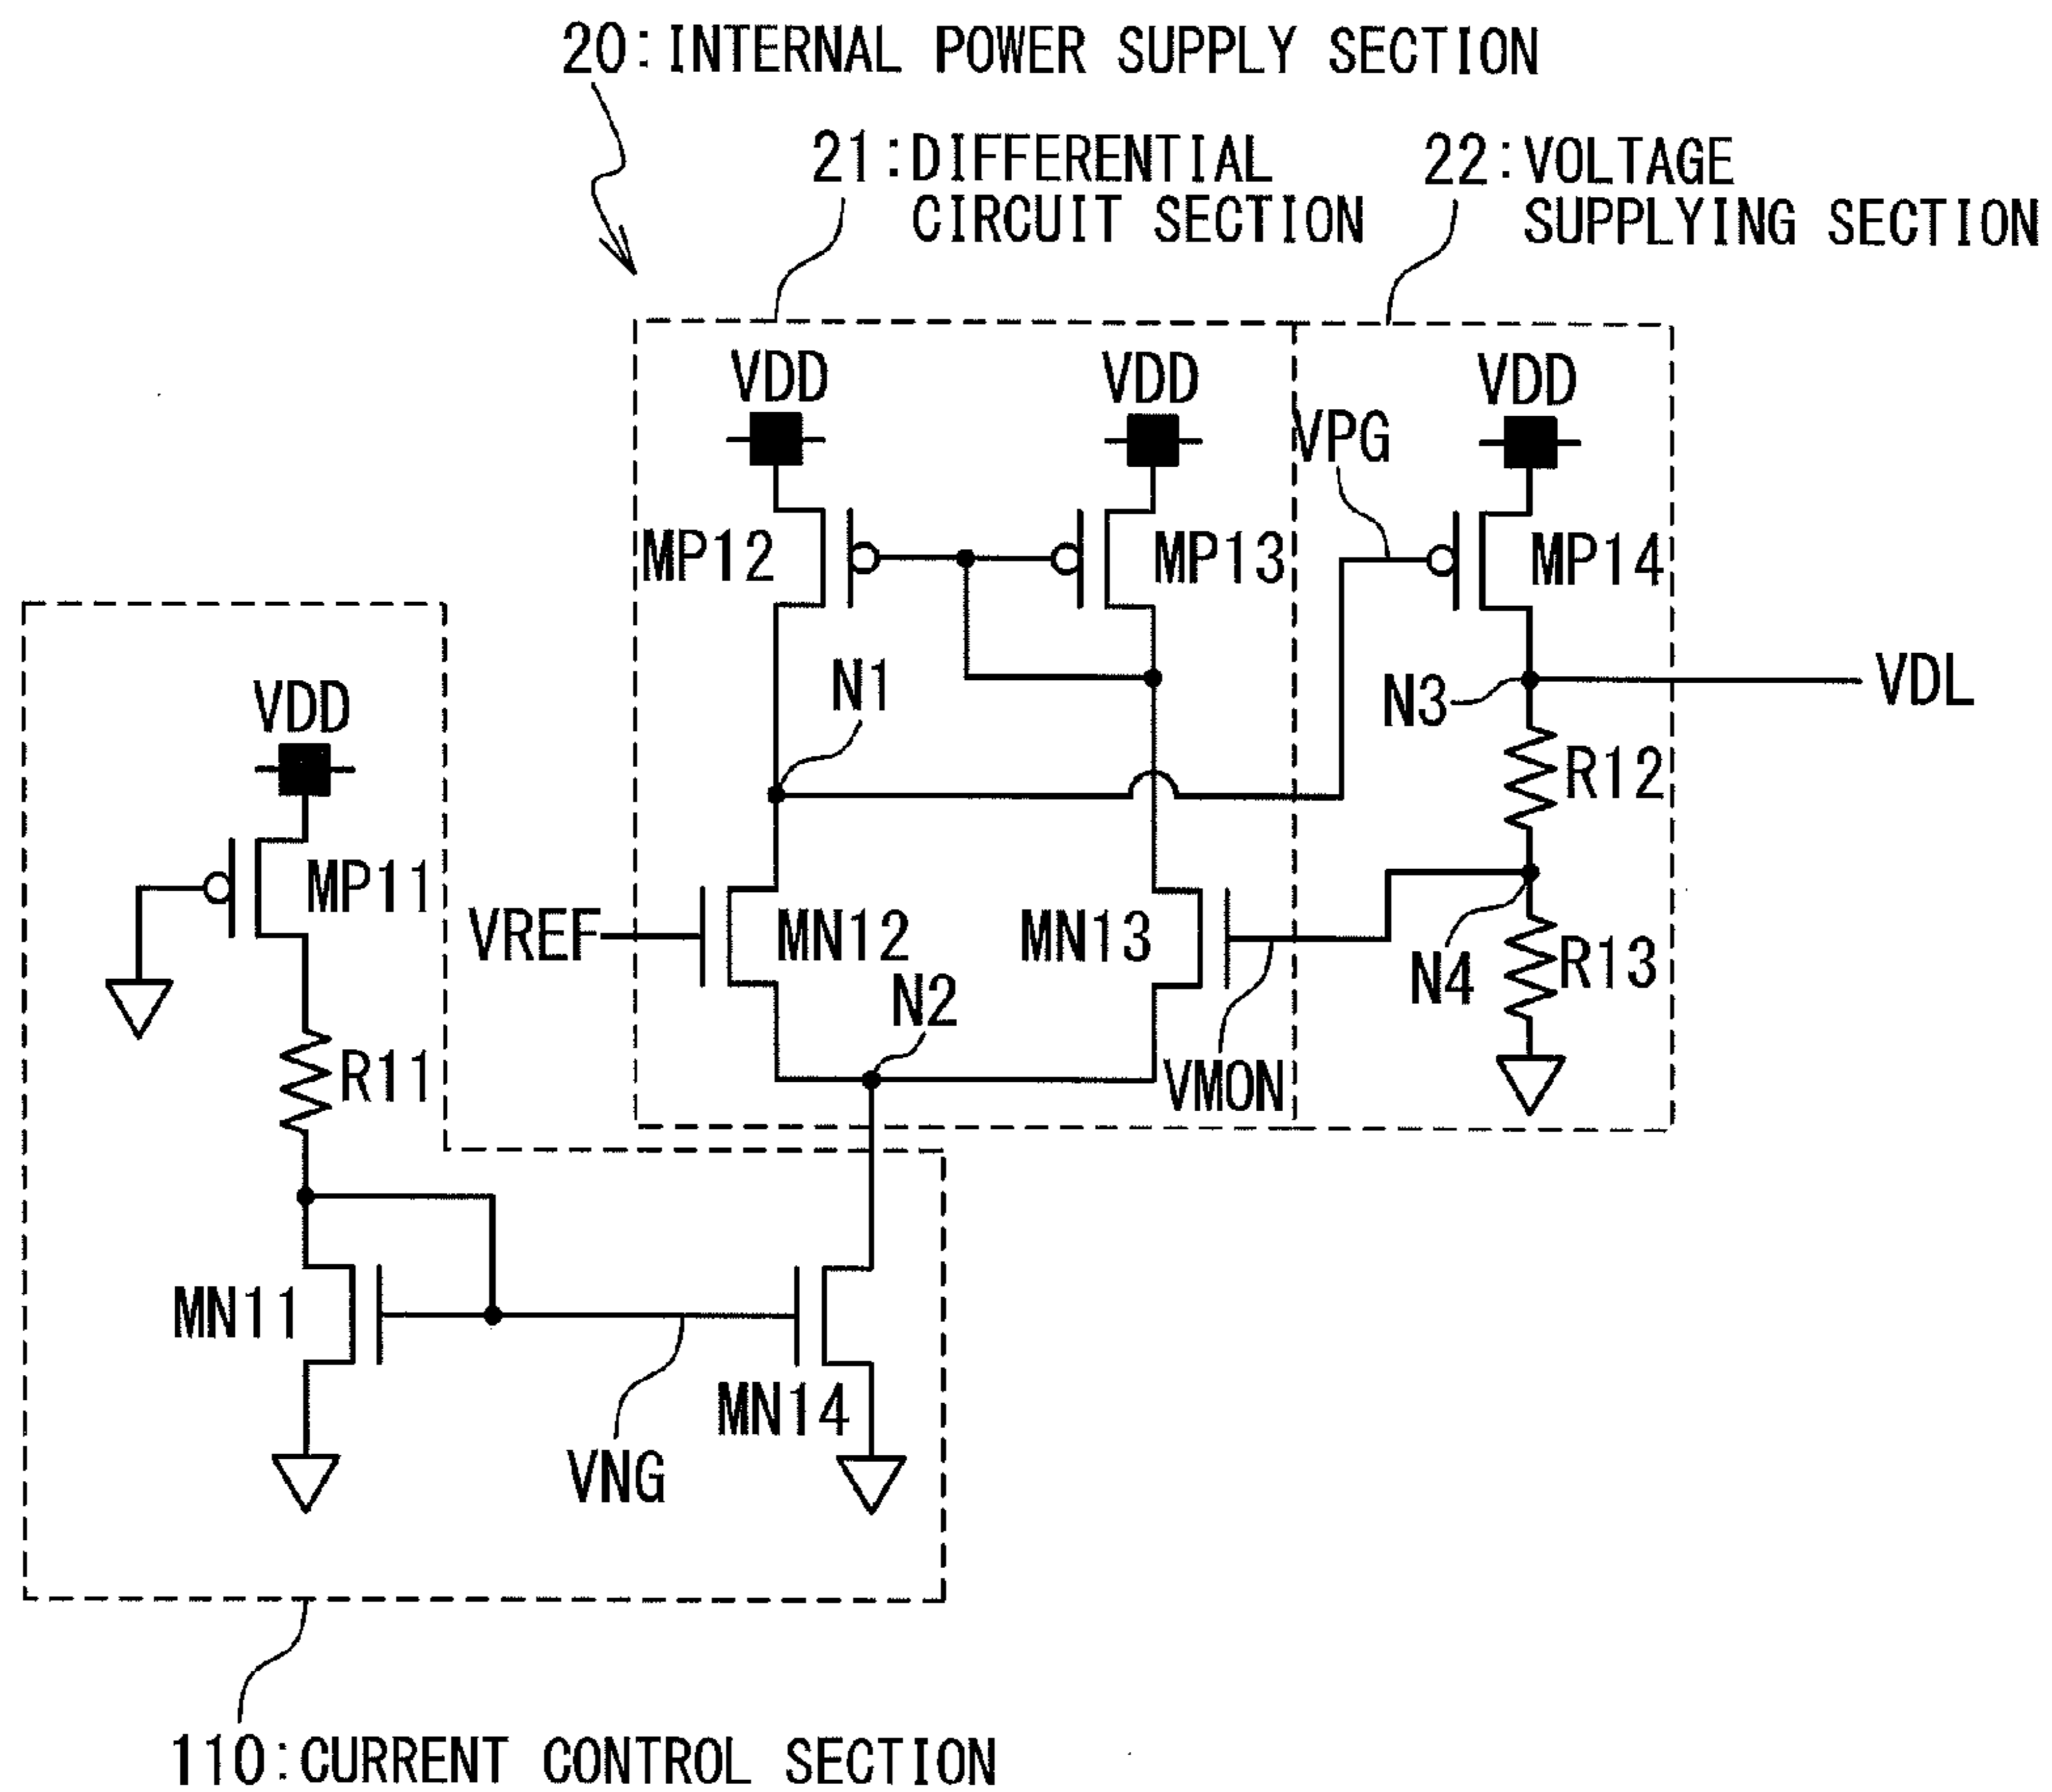 20:INTERNAL POWER SUPPLY SECTION
21:DIFFERENTIAL
CIRCUIT SECTION
22:VOLTAGE
SUPPLYING SECTION
VDD
VDD
VDD
VPG
MP12
MP13
MP14
N1
N3
VDL
VDD
R12
MP11
VREF
MN12
MN13
N4
R13
N2
R11
VMON
MN11
MN14
VNG
110:CURRENT CONTROL SECTION